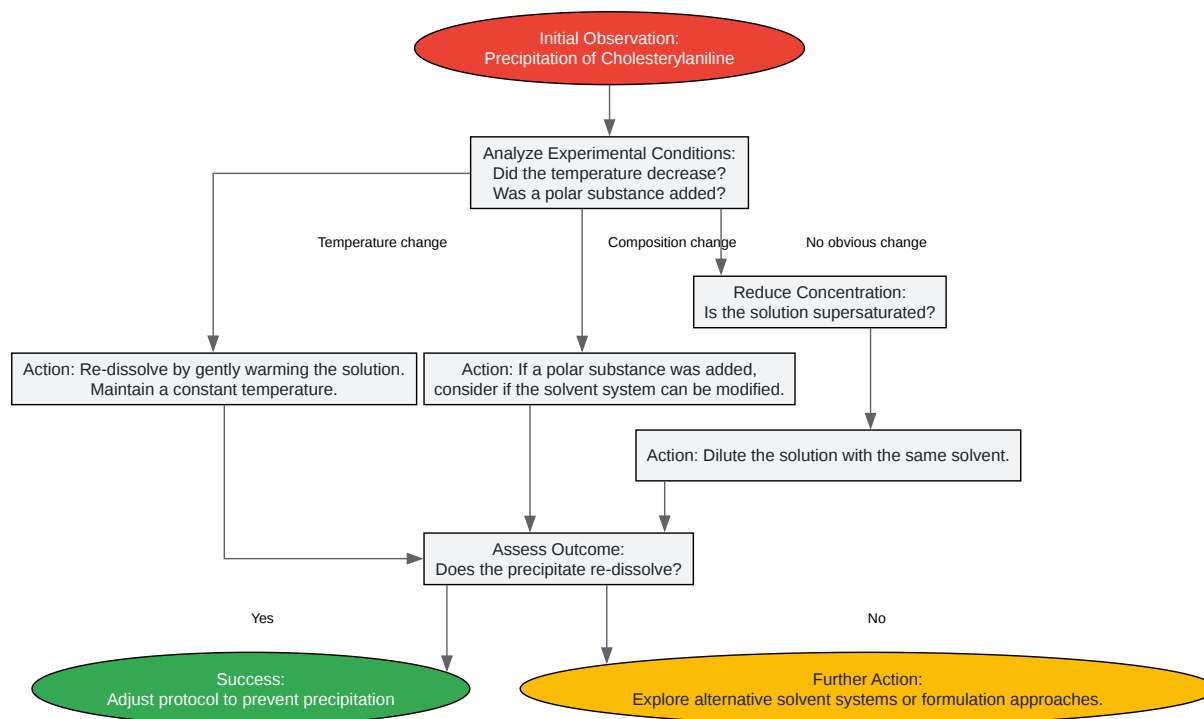 Initial Observation:
Precipitation of Cholesterylaniline
Analyze Experimental Conditions:
Did the temperature decrease?
Was a polar substance added?
Temperature change
Composition change
No obvious change
Reduce Concentration:
Is the solution supersaturated?
Action: Re-dissolve by gently warming the solution.
Maintain a constant temperature.
Action: If a polar substance was added,
consider if the solvent system can be modified.
Action: Dilute the solution with the same solvent.
Assess Outcome:
Does the precipitate re-dissolve?
Yes
No
Success:
Adjust protocol to prevent precipitation
Further Action:
Explore alternative solvent systems or formulation approaches.